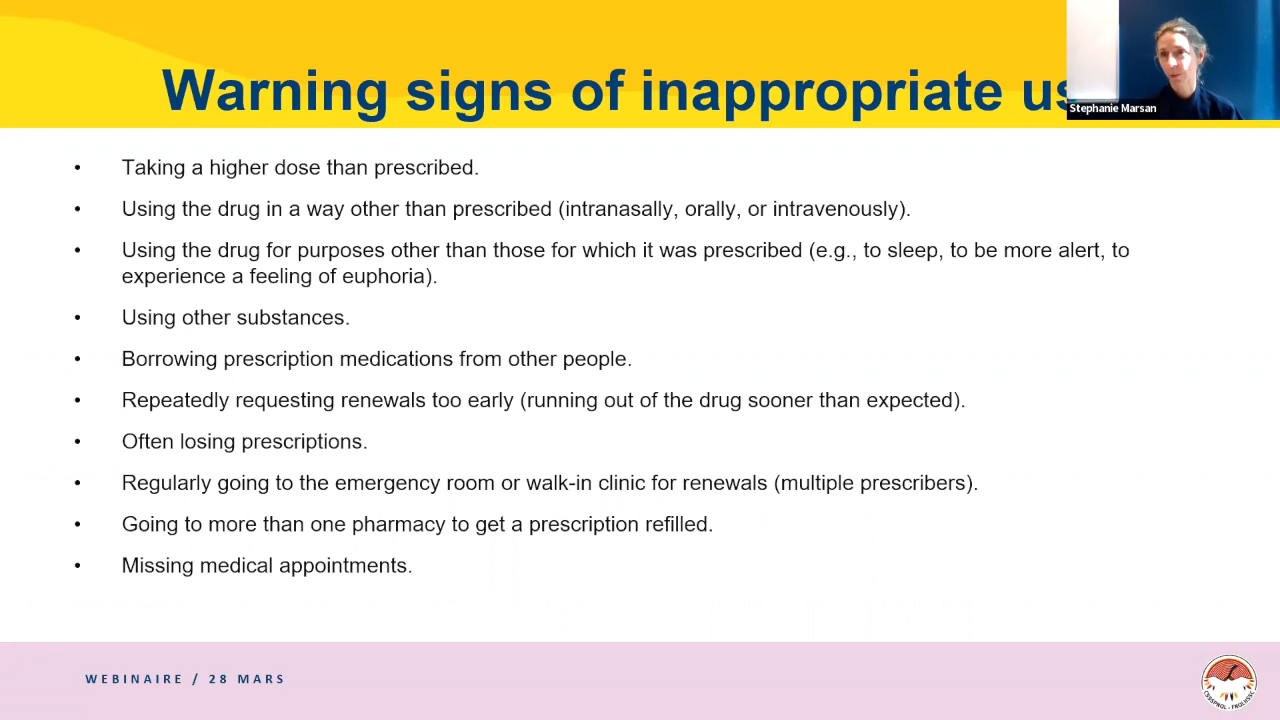 Warning signs of inappropriate us
Stephanie Marsan
• Taking a higher dose than prescribed.
• Using the drug in a way other than prescribed (intranasally, orally, or intravenously).
• Using the drug for purposes other than those for which it was prescribed (e.g., to sleep, to be more alert, to
experience a feeling of euphoria).
• Using other substances.
• Borrowing prescription medications from other people.
• Repeatedly requesting renewals too early (running out of the drug sooner than expected).
• Often losing prescriptions.
• Regularly going to the emergency room or walk-in clinic for renewals (multiple prescribers).
• Going to more than one pharmacy to get a prescription refilled.
• Missing medical appointments.
WEBINAIRE / 28 MARS